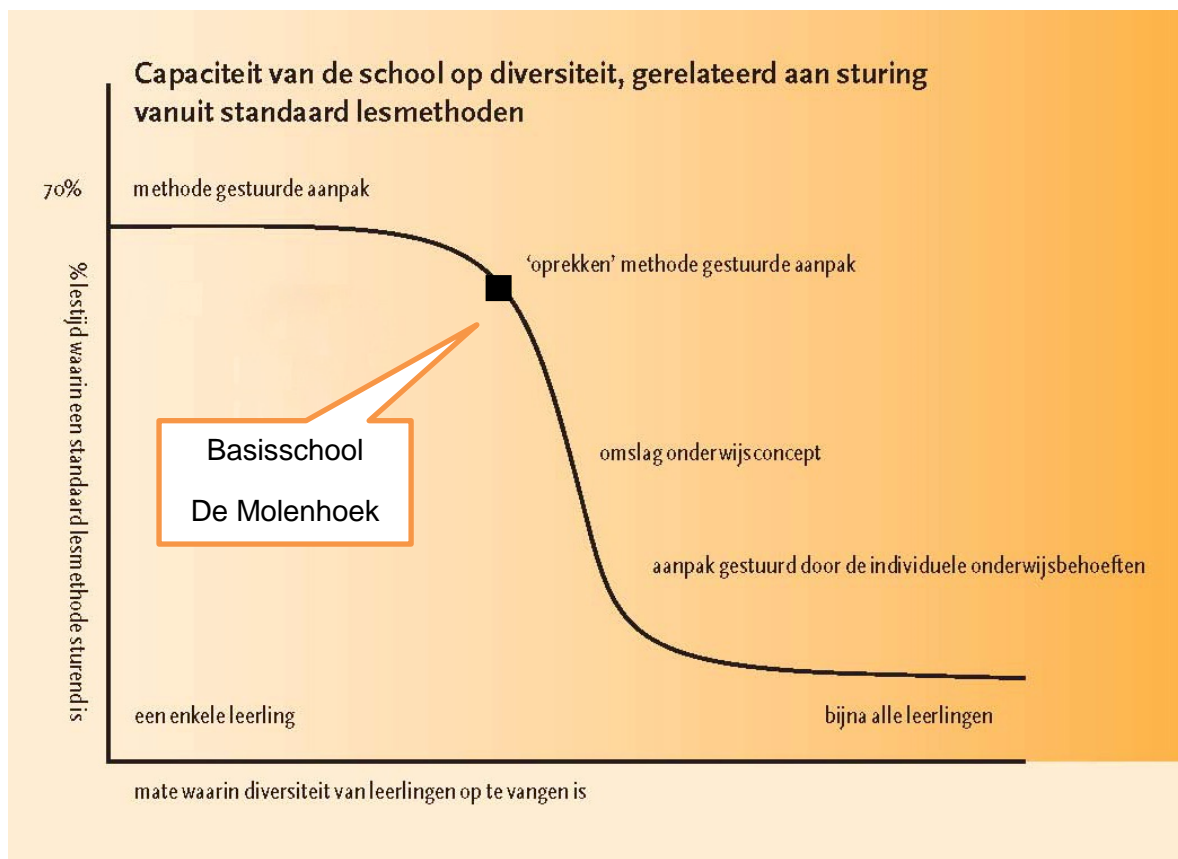 Capaciteit van de school op diversiteit, gerelateerd aan sturing
vanuit standaard lesmethoden
70%
methode gestuurde aanpak
% lestijd waarin een standaard lesmethode sturend is
'oprekken' methode gestuurde aanpak
Basisschool
De Molenhoek
omslag onderwijsconcept
aanpak gestuurd door de individuele onderwijsbehoeften
een enkele leerling
bijna alle leerlingen
mate waarin diversiteit van leerlingen op te vangen is